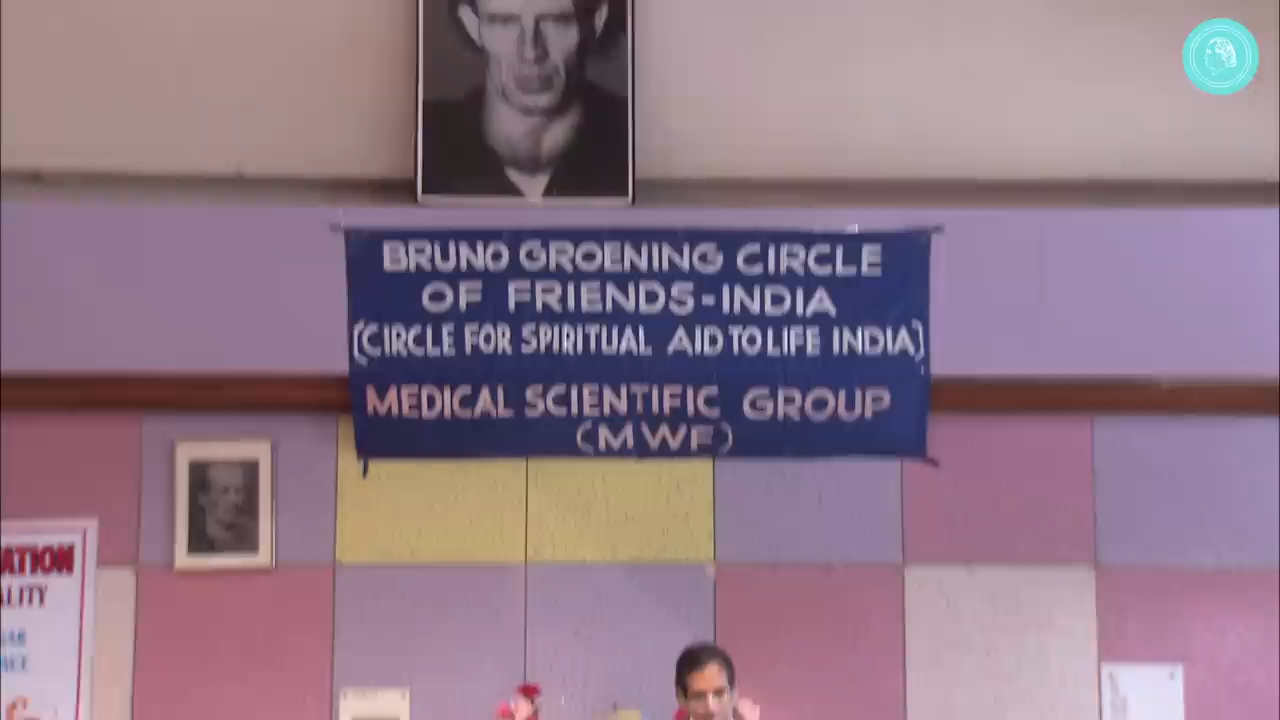 BRUNO GROENING CIRCLE
OF FRIENDS-INDIA
(CIRCLE FOR SPIRITUAL AID TO LIFE INDIA)
MEDICAL SCIENTIFIC GROUP
(MWF)
ATION
ALITY